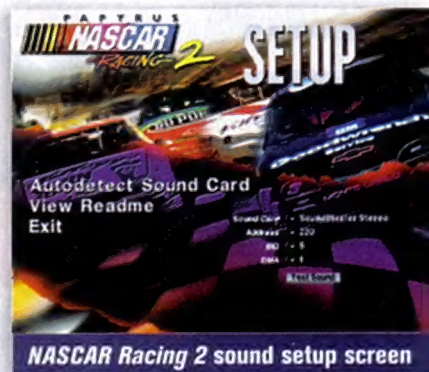 PAPYRUS
NASCAR
RACING 2
SETUP
Autodetect Sound Card
View Readme
Exit
Sound Card = SoundBlaster Stereo
Address = 220
IRQ = 5
DMA = 1
Test Sound
NASCAR Racing 2 sound setup screen